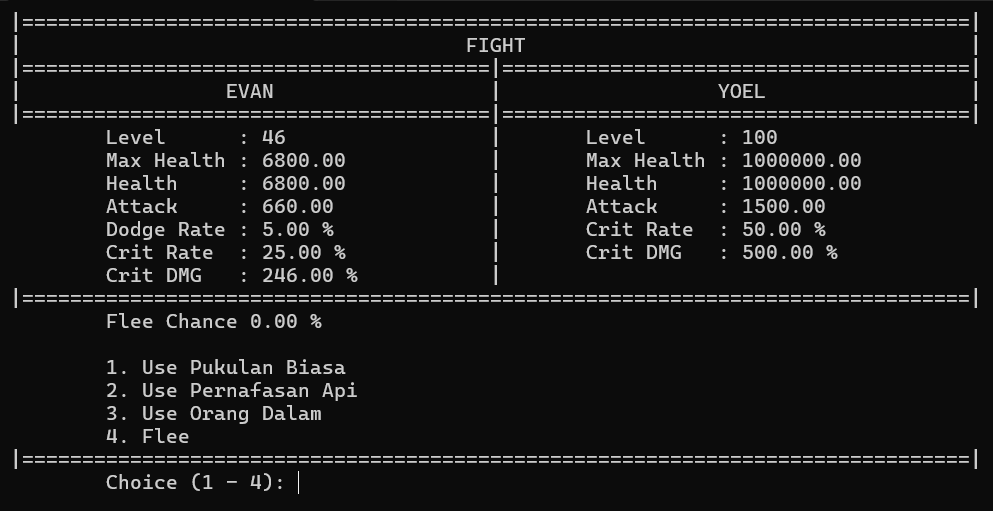 |===============================================================================|
| FIGHT |
|=======================================|=======================================|
| EVAN | YOEL |
|=======================================|=======================================|
Level : 46 | Level : 100
Max Health : 6800.00 | Max Health : 1000000.00
Health : 6800.00 | Health : 1000000.00
Attack : 660.00 | Attack : 1500.00
Dodge Rate : 5.00 % | Crit Rate : 50.00 %
Crit Rate : 25.00 % | Crit DMG : 500.00 %
Crit DMG : 246.00 % |
|===============================================================================|
Flee Chance 0.00 %
1. Use Pukulan Biasa
2. Use Pernafasan Api
3. Use Orang Dalam
4. Flee
|===============================================================================|
Choice (1 - 4):